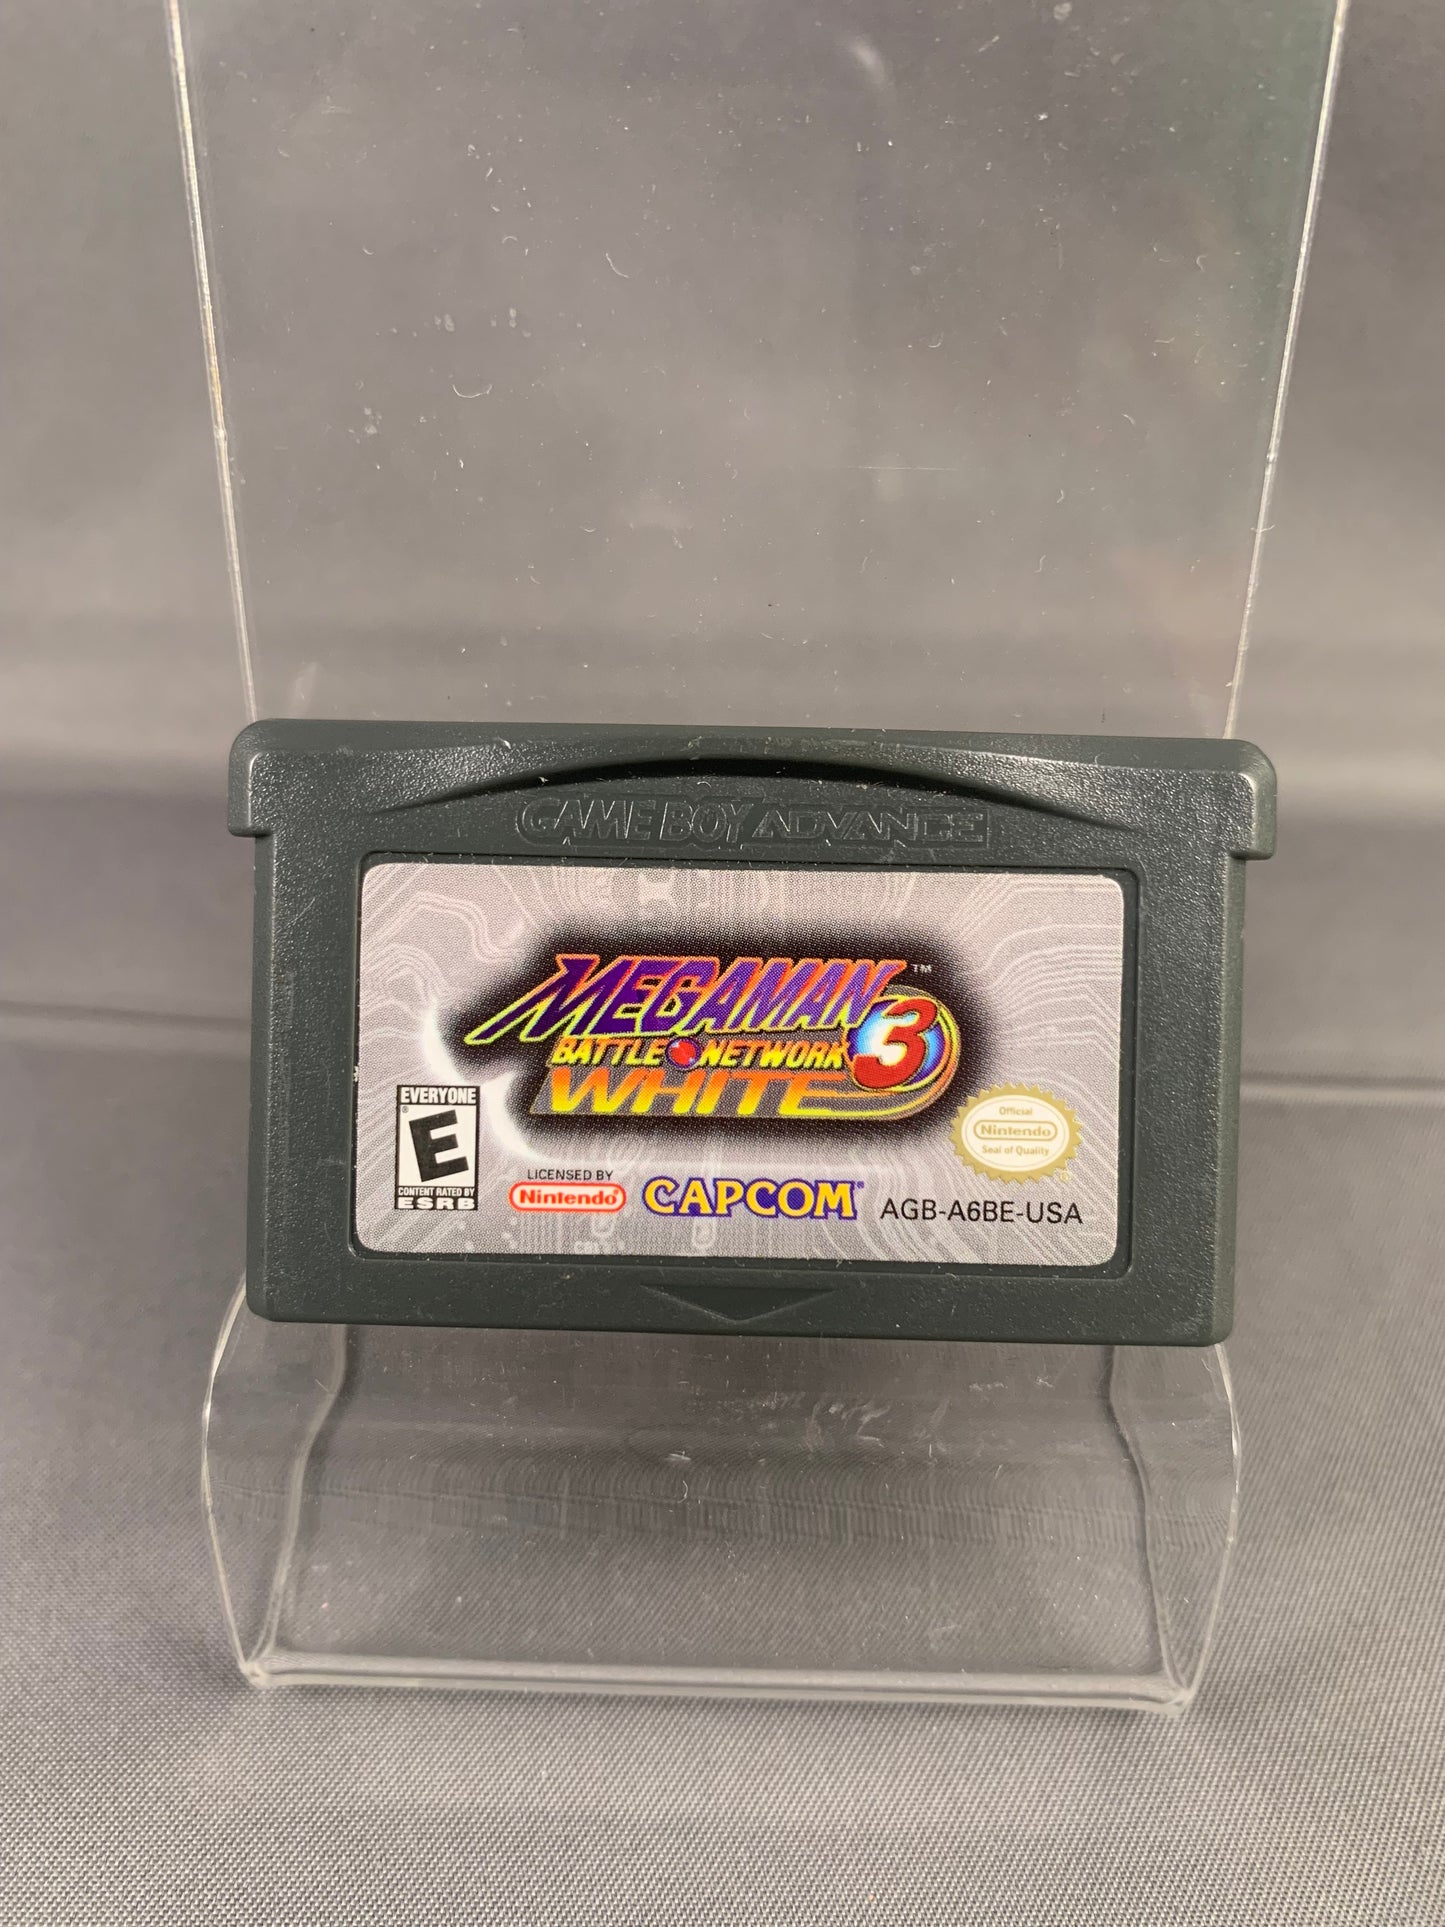 GAME BOY ADVANCE
MEGAMAN™
BATTLE NETWORK 3
WHITE
EVERYONE
E®
CONTENT RATED BY
ESRB
LICENSED BY
Nintendo®
CAPCOM®
AGB-A6BE-USA
Official
Nintendo
Seal of Quality